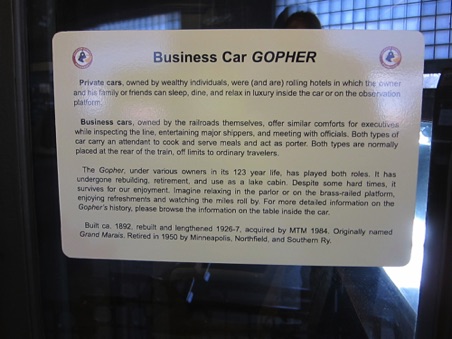 Business Car GOPHER
Private cars, owned by wealthy individuals, were (and are) rolling hotels in which the owner
and his family or friends can sleep, dine, and relax in luxury inside the car or on the observation
platform.
Business cars, owned by the railroads themselves, offer similar comforts for executives
while inspecting the line, entertaining major shippers, and meeting with officials. Both types of
car carry an attendant to cook and serve meals and act as porter. Both types are normally
placed at the rear of the train, off limits to ordinary travelers.
The Gopher, under various owners in its 123 year life, has played both roles. It has
undergone rebuilding, retirement, and use as a lake cabin. Despite some hard times, it
survives for our enjoyment. Imagine relaxing in the parlor or on the brass-railed platform,
enjoying refreshments and watching the miles roll by. For more detailed information on the
Gopher's history, please browse the information on the table inside the car.
Built ca. 1892, rebuilt and lengthened 1926-7, acquired by MTM 1984. Originally named
Grand Marais. Retired in 1950 by Minneapolis, Northfield, and Southern Ry.